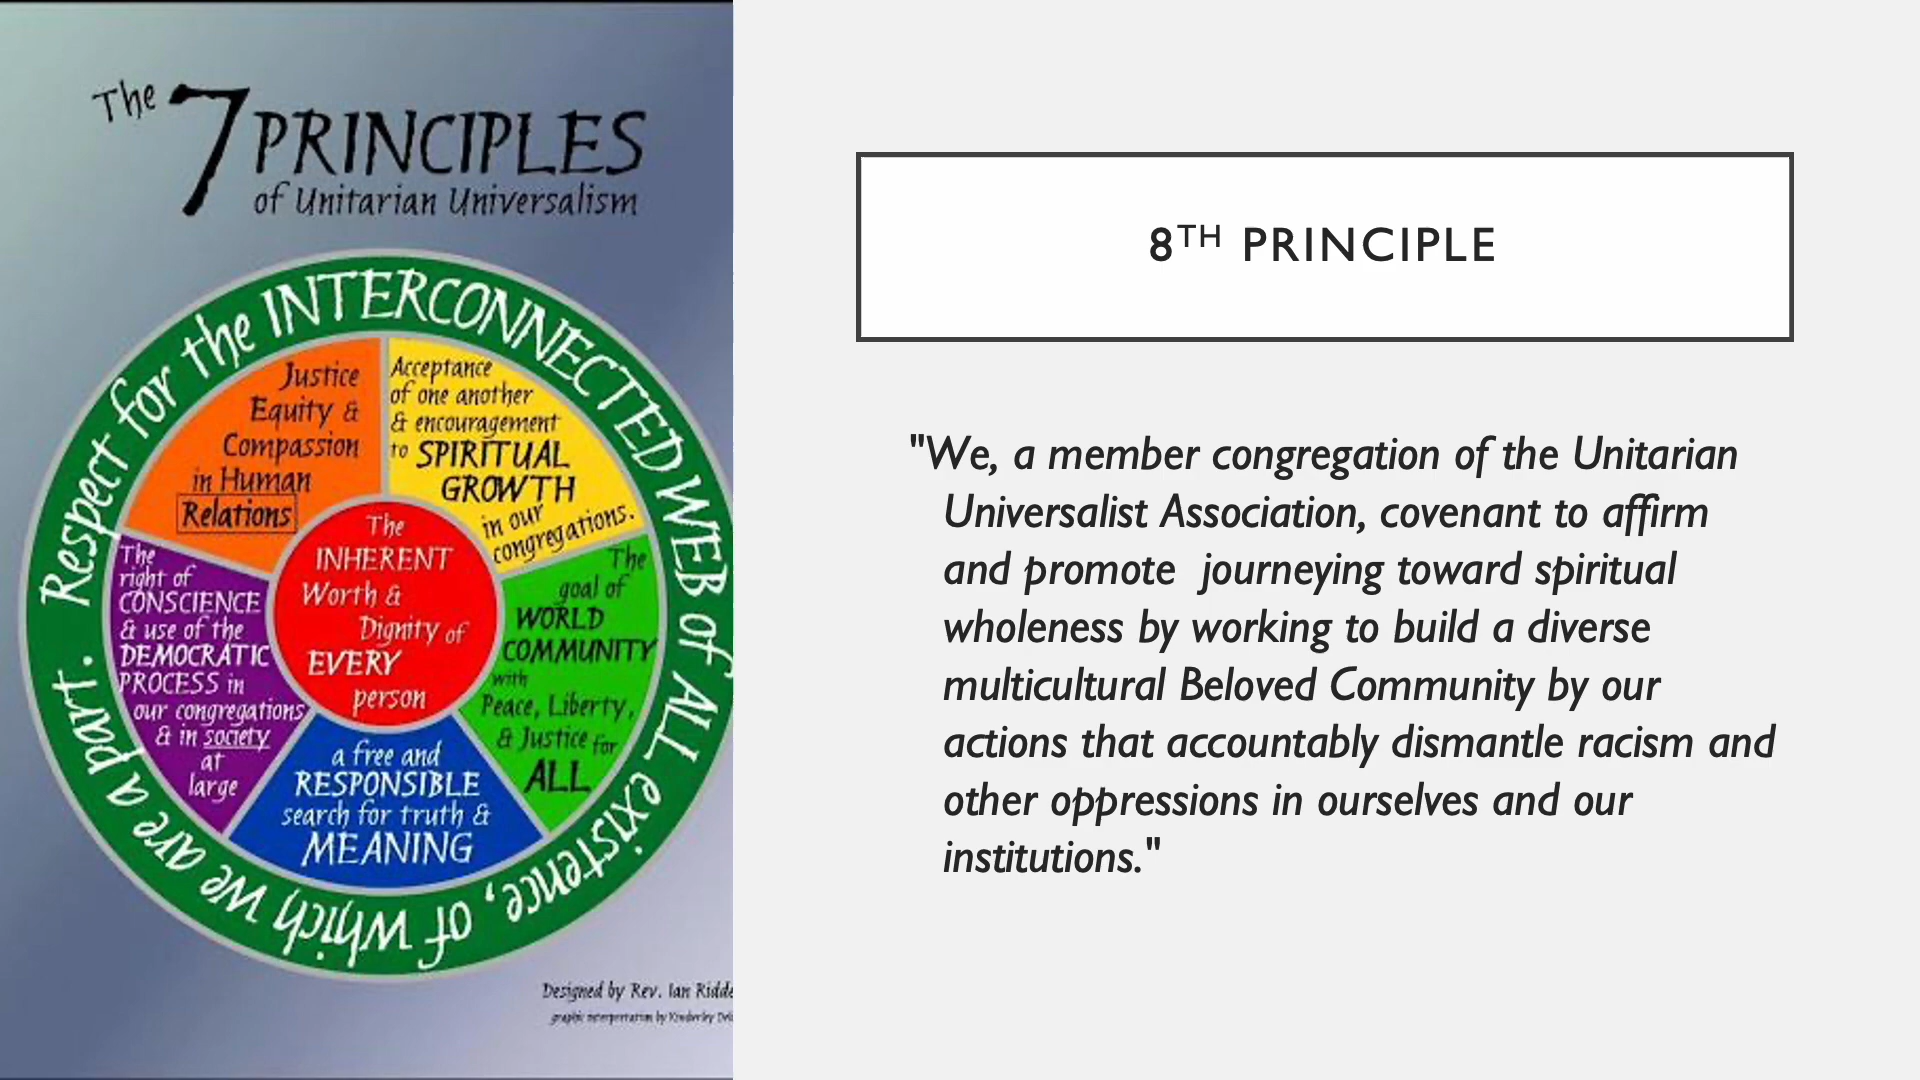 The 7 PRINCIPLES
of Unitarian Universalism
Respect for the INTERCONNECTED WEB of ALL existence, of which we are a part.
Justice
Equity &
Compassion
in Human
Relations
Acceptance
of one another
& encouragement
to SPIRITUAL
GROWTH
in our
congregations.
The
INHERENT
Worth &
Dignity of
EVERY
person
The
right of
CONSCIENCE
& use of the
DEMOCRATIC
PROCESS in
our congregations
& in society
at
large
The
goal of
WORLD
COMMUNITY
with
Peace, Liberty,
& Justice for
ALL
a free and
RESPONSIBLE
search for truth &
MEANING
Designed by Rev. Ian
graphic interpretation by Kimberley
8TH PRINCIPLE
"We, a member congregation of the Unitarian
Universalist Association, covenant to affirm
and promote  journeying toward spiritual
wholeness by working to build a diverse
multicultural Beloved Community by our
actions that accountably dismantle racism and
other oppressions in ourselves and our
institutions."